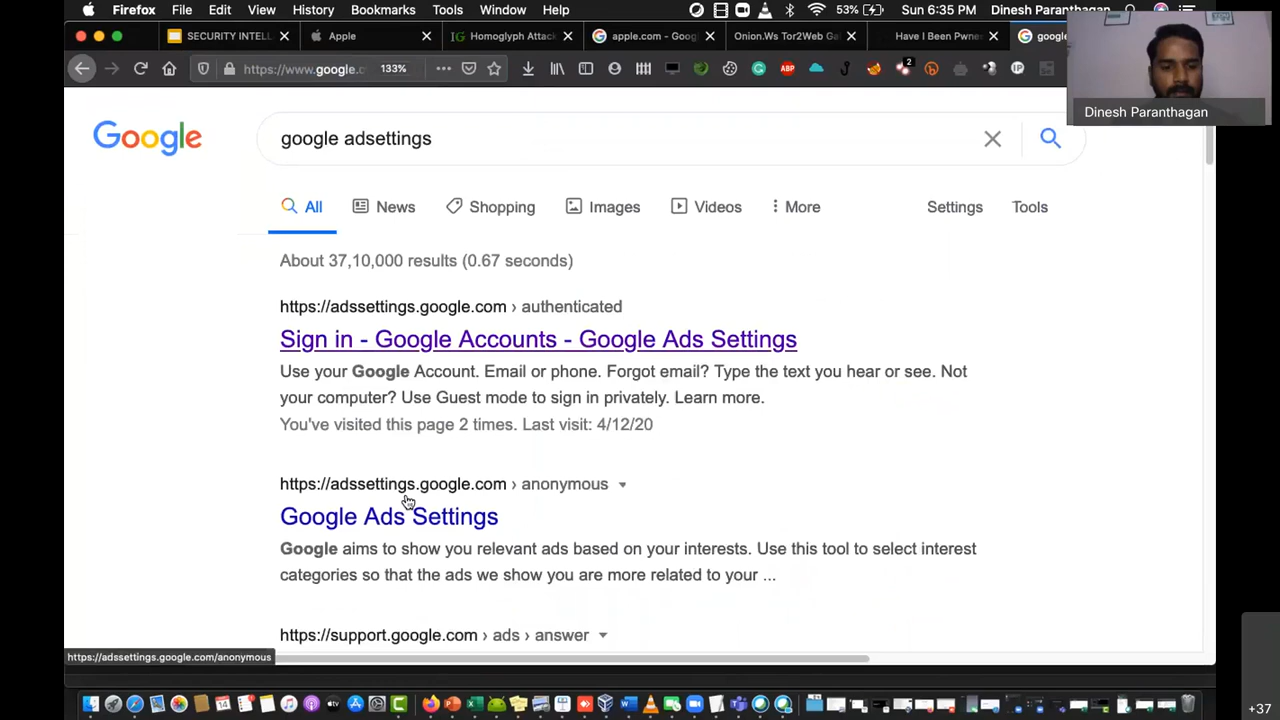 Firefox File Edit View History Bookmarks Tools Window Help 53% Sun 6:35 PM Dinesh Paranthagan
SECURITY INTELL
Apple
IG Homoglyph Attack
apple.com - Goog
Onion.Ws Tor2Web Ga
Have I Been Pwne
google
https://www.google.c 133%
ABP
2
IP
Dinesh Paranthagan
Google
google adsettings
All News Shopping Images Videos More Settings Tools
About 37,10,000 results (0.67 seconds)
https://adssettings.google.com › authenticated
Sign in - Google Accounts - Google Ads Settings
Use your Google Account. Email or phone. Forgot email? Type the text you hear or see. Not
your computer? Use Guest mode to sign in privately. Learn more.
You've visited this page 2 times. Last visit: 4/12/20
https://adssettings.google.com › anonymous
Google Ads Settings
Google aims to show you relevant ads based on your interests. Use this tool to select interest
categories so that the ads we show you are more related to your ...
https://support.google.com › ads › answer
https://adssettings.google.com/anonymous
+37